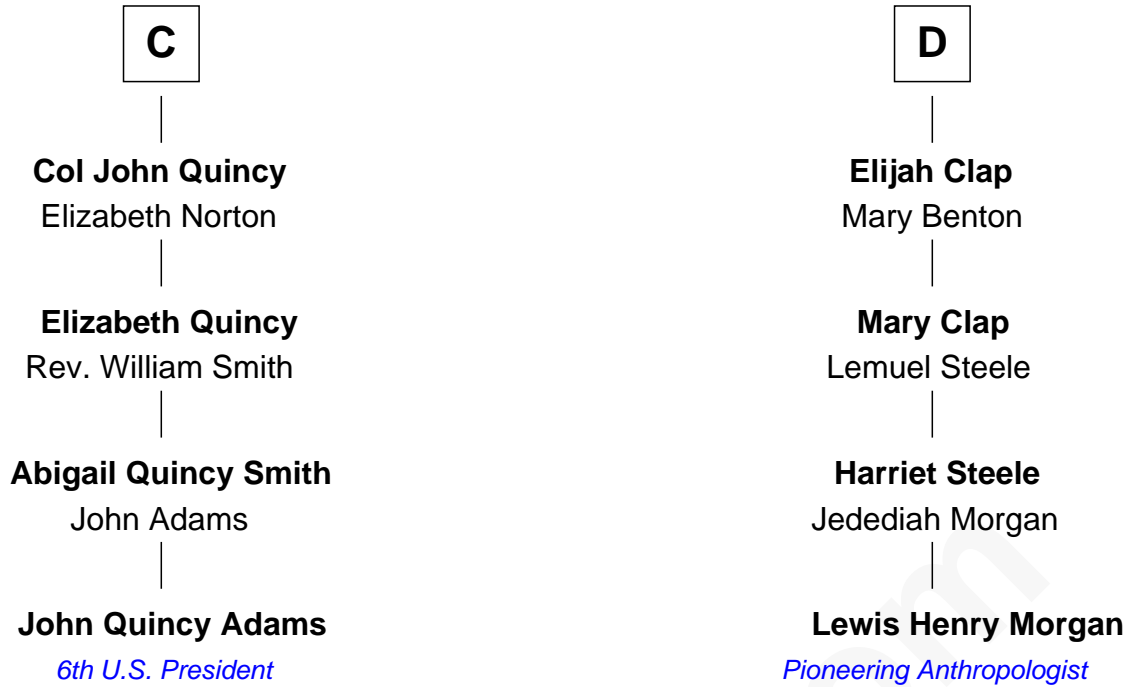 C
Col John Quincy
Elizabeth Norton
Elizabeth Quincy
Rev. William Smith
Abigail Quincy Smith
John Adams
John Quincy Adams
6th U.S. President
D
Elijah Clap
Mary Benton
Mary Clap
Lemuel Steele
Harriet Steele
Jedediah Morgan
Lewis Henry Morgan
Pioneering Anthropologist